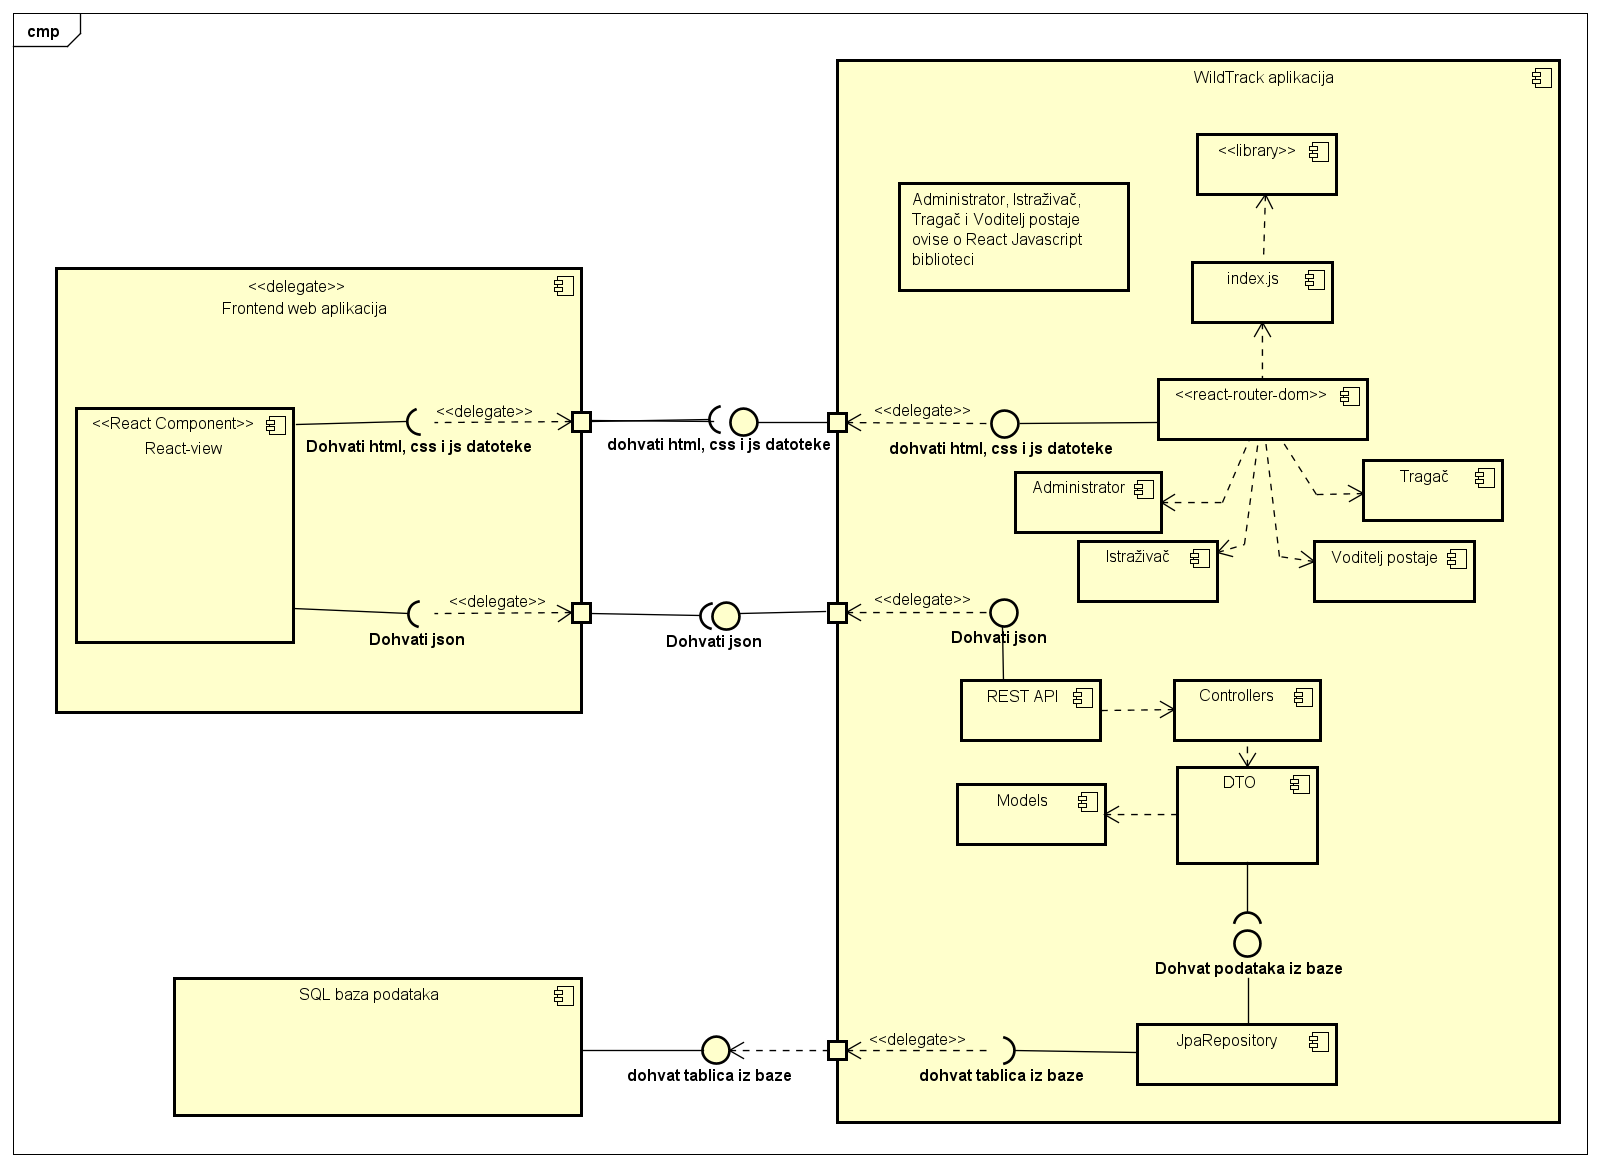 cmp
WildTrack aplikacija
<<library>>
Administrator, Istraživač,
Tragač i Voditelj postaje
ovise o React Javascript
biblioteci
index.js
<<delegate>>
Frontend web aplikacija
<<react-router-dom>>
<<React Component>>
React-view
<<delegate>>
Dohvati html, css i js datoteke
dohvati html, css i js datoteke
<<delegate>>
dohvati html, css i js datoteke
Administrator
Tragač
Istraživač
Voditelj postaje
<<delegate>>
Dohvati json
Dohvati json
<<delegate>>
Dohvati json
REST API
Controllers
Models
DTO
Dohvat podataka iz baze
SQL baza podataka
dohvat tablica iz baze
<<delegate>>
dohvat tablica iz baze
JpaRepository